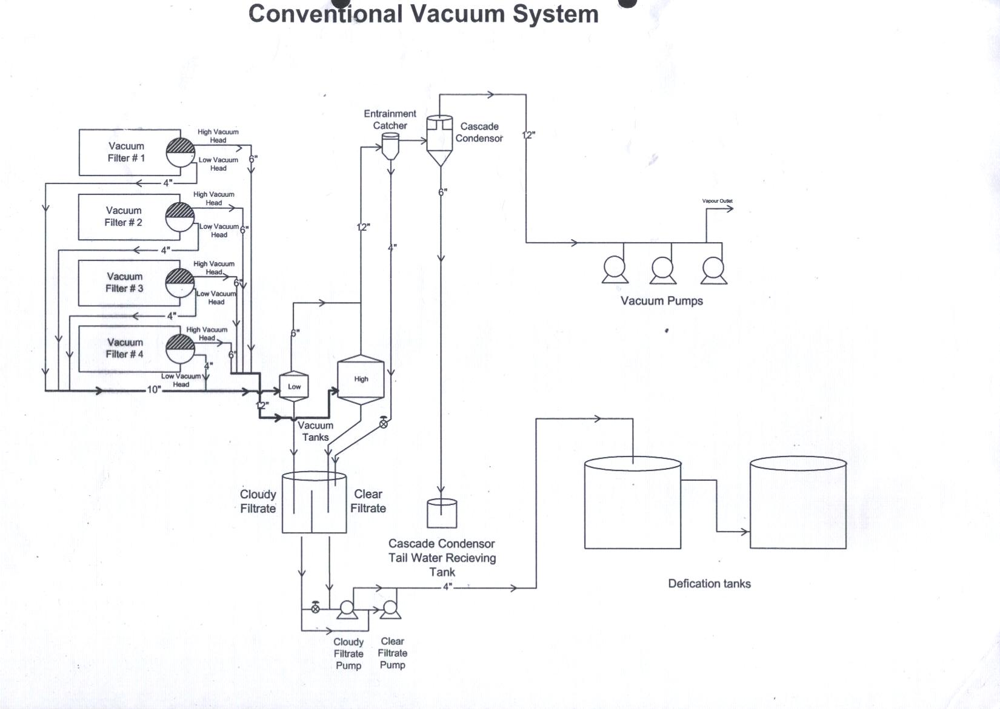 Conventional Vacuum System
Entrainment
Catcher
Cascade
Condensor
12"
High Vacuum
Head
Vacuum
Filter # 1
Low Vacuum
Head
6"
4"
6"
High Vacuum
Head
Vapour Outlet
Vacuum
Filter # 2
Low Vacuum
Head
6"
12"
4"
4"
High Vacuum
Head
Vacuum
Filter # 3
6"
Low Vacuum
Head
Vacuum Pumps
4"
High Vacuum
Head
6"
Vacuum
Filter # 4
6"
4"
Low Vacuum
Head
10"
Low
High
12"
Vacuum
Tanks
Cloudy
Filtrate
Clear
Filtrate
Cascade Condensor
Tail Water Recieving
Tank
Defication tanks
4"
Cloudy
Filtrate
Pump
Clear
Filtrate
Pump